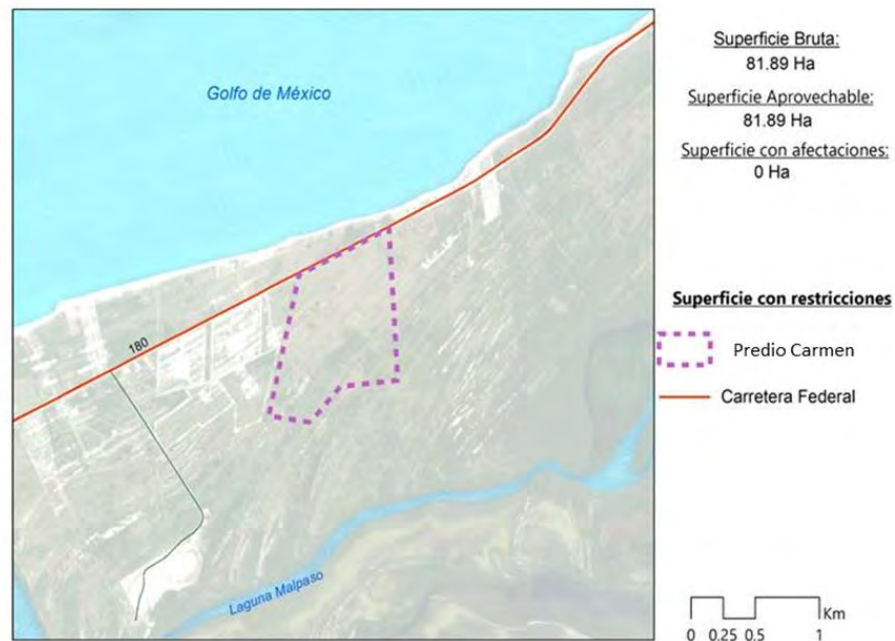 Golfo de México
180
Laguna Malpaso
Superficie Bruta:
81.89 Ha
Superficie Aprovechable:
81.89 Ha
Superficie con afectaciones:
0 Ha
Superficie con restricciones
Predio Carmen
Carretera Federal
Km
0 0.25 0.5 1